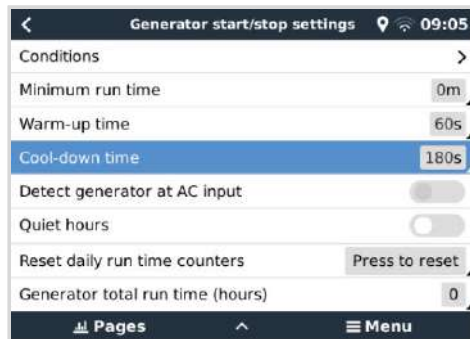 Generator start/stop settings 09:05
Conditions
Minimum run time 0m
Warm-up time 60s
Cool-down time 180s
Detect generator at AC input
Quiet hours
Reset daily run time counters Press to reset
Generator total run time (hours) 0
Pages Menu